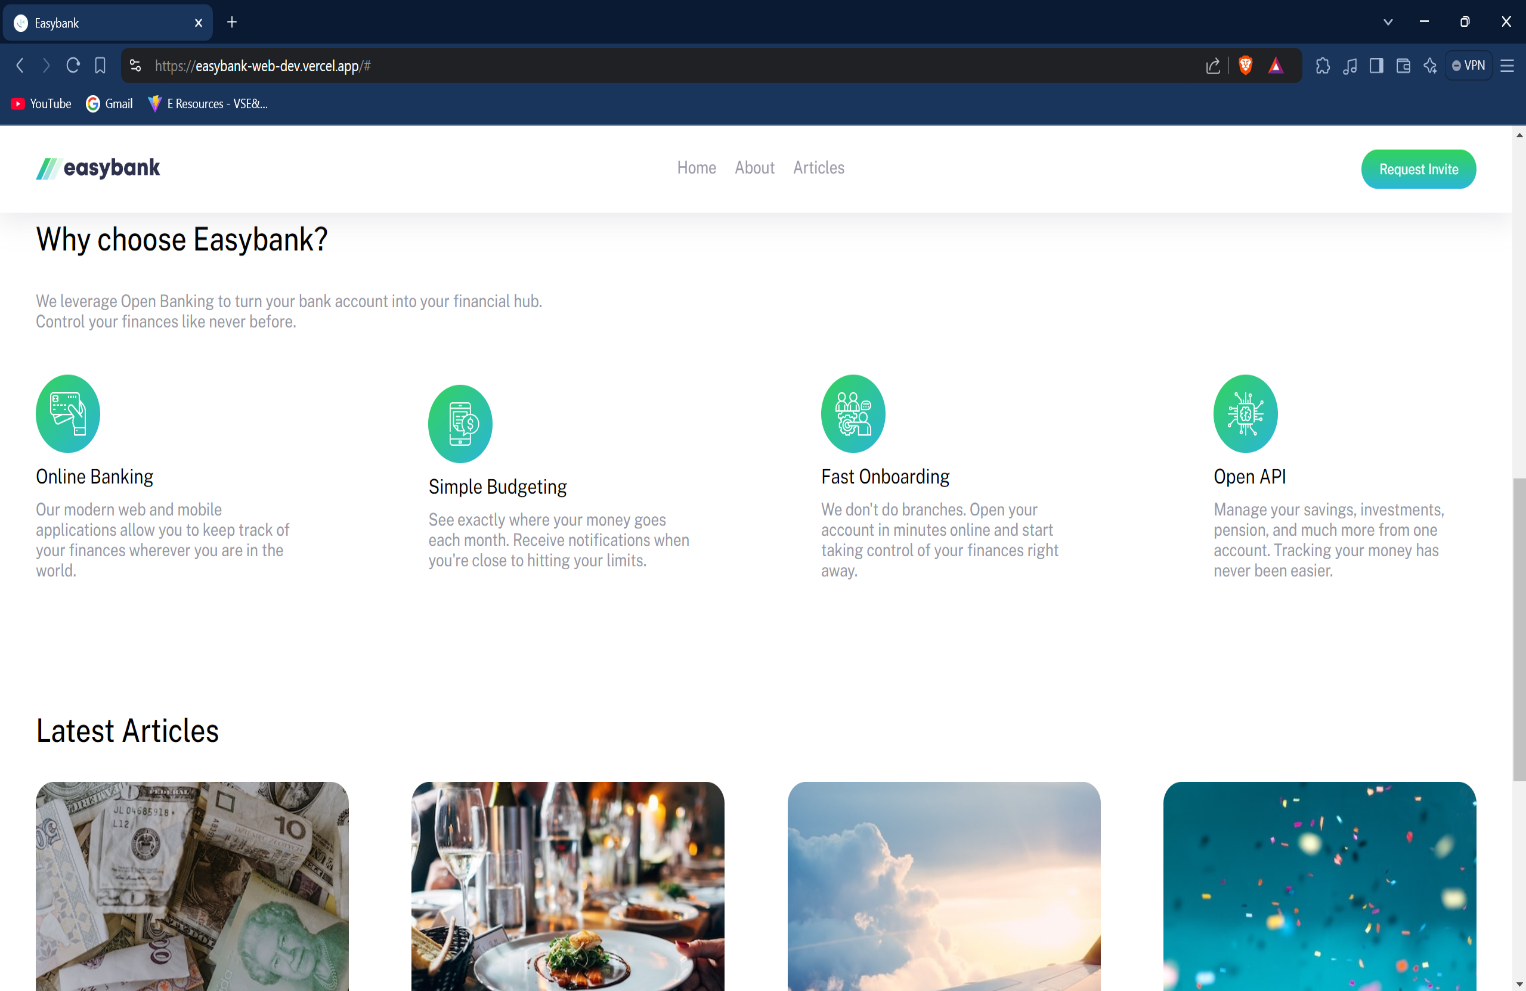 Easybank
https://easybank-web-dev.vercel.app/#
VPN
YouTube
Gmail
E Resources - VSE&...
easybank
Home
About
Articles
Request Invite
Why choose Easybank?
We leverage Open Banking to turn your bank account into your financial hub.
Control your finances like never before.
Online Banking
Our modern web and mobile
applications allow you to keep track of
your finances wherever you are in the
world.
Simple Budgeting
See exactly where your money goes
each month. Receive notifications when
you're close to hitting your limits.
Fast Onboarding
We don't do branches. Open your
account in minutes online and start
taking control of your finances right
away.
Open API
Manage your savings, investments,
pension, and much more from one
account. Tracking your money has
never been easier.
Latest Articles
L12
10